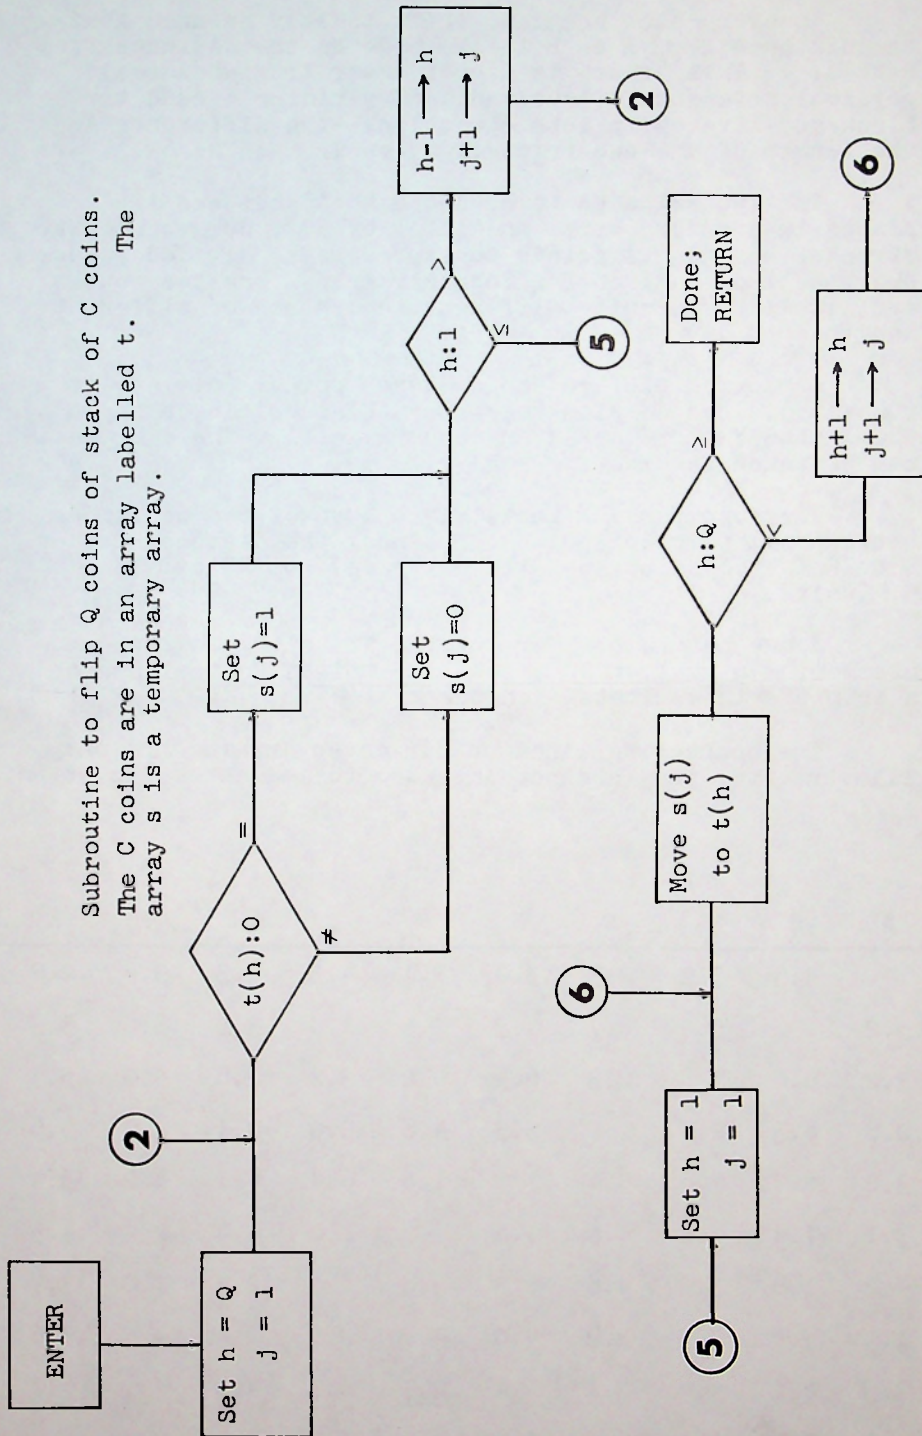 Subroutine to flip Q coins of stack of C coins.
The C coins are in an array labelled t. The
array s is a temporary array.
ENTER
Set h = Q
j = 1
2
t(h):0
=
≠
Set
s(j)=1
Set
s(j)=0
h:1
>
≤
h-1 → h
j+1 → j
2
5
5
Set h = 1
j = 1
6
Move s(j)
to t(h)
h:Q
≥
<
Done;
RETURN
h+1 → h
j+1 → j
6